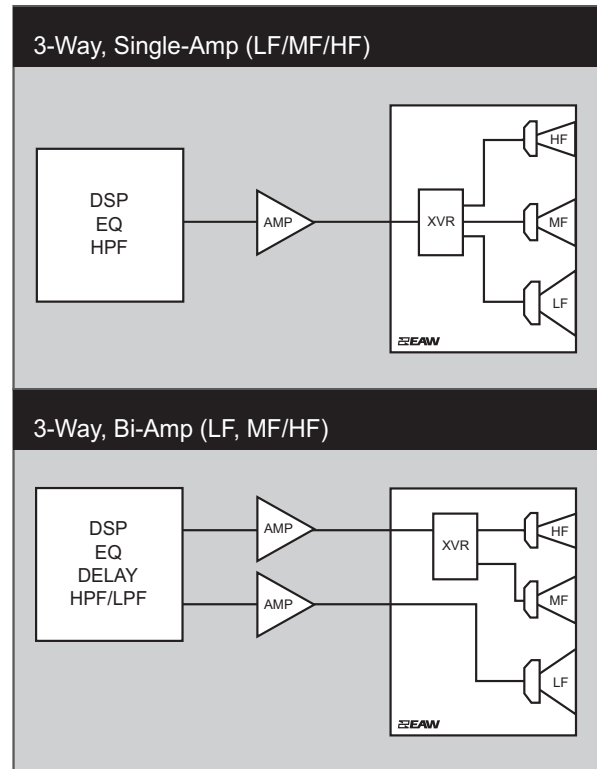 3-Way, Single-Amp (LF/MF/HF)
DSP
EQ
HPF
AMP
XVR
HF
MF
LF
EAW
3-Way, Bi-Amp (LF, MF/HF)
DSP
EQ
DELAY
HPF/LPF
AMP
AMP
XVR
HF
MF
LF
EAW